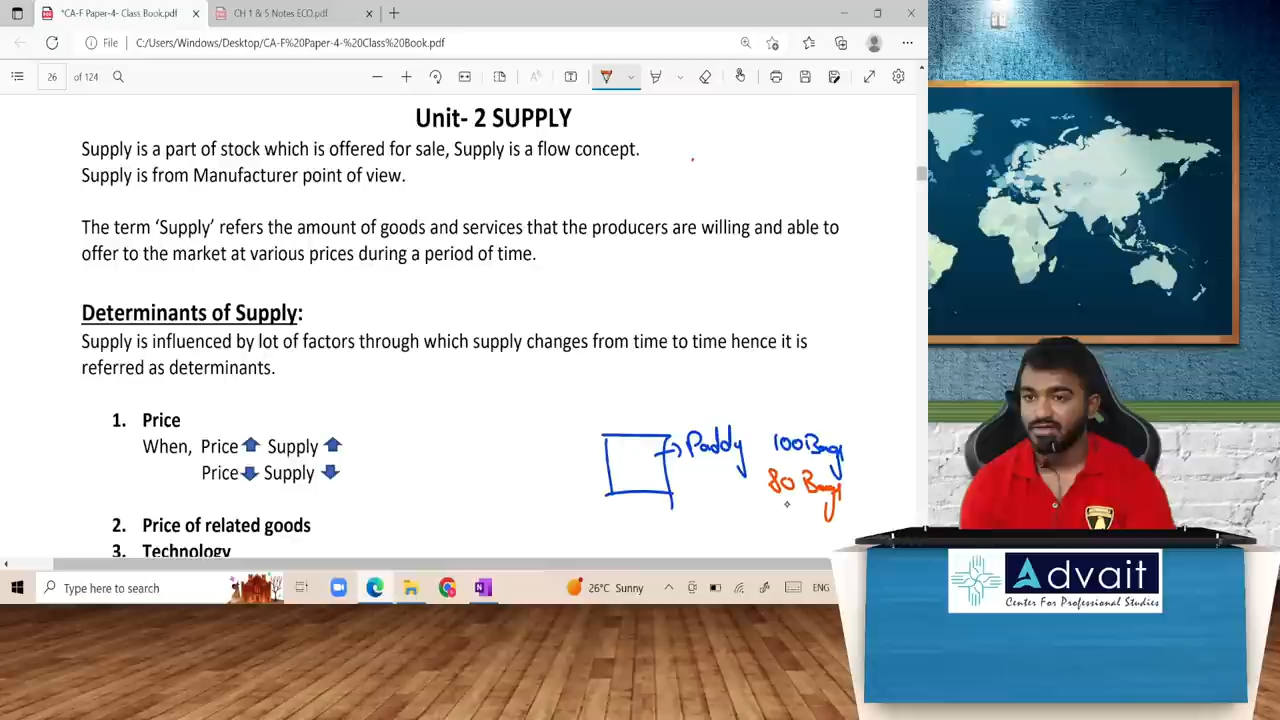 *CA-F Paper-4- Class Book.pdf
CH 1 & 5 Notes ECO.pdf
File
C:/Users/Windows/Desktop/CA-F%20Paper-4-%20Class%20Book.pdf
26 of 124
Unit- 2 SUPPLY
Supply is a part of stock which is offered for sale, Supply is a flow concept.
Supply is from Manufacturer point of view.
The term ‘Supply’ refers the amount of goods and services that the producers are willing and able to
offer to the market at various prices during a period of time.
Determinants of Supply:
Supply is influenced by lot of factors through which supply changes from time to time hence it is
referred as determinants.
1. Price
When, Price Supply
Price Supply
Paddy 100Bags
80 Bags
2. Price of related goods
3. Technology
Type here to search
26°C Sunny
ENG
Advait
Center For Professional Studies